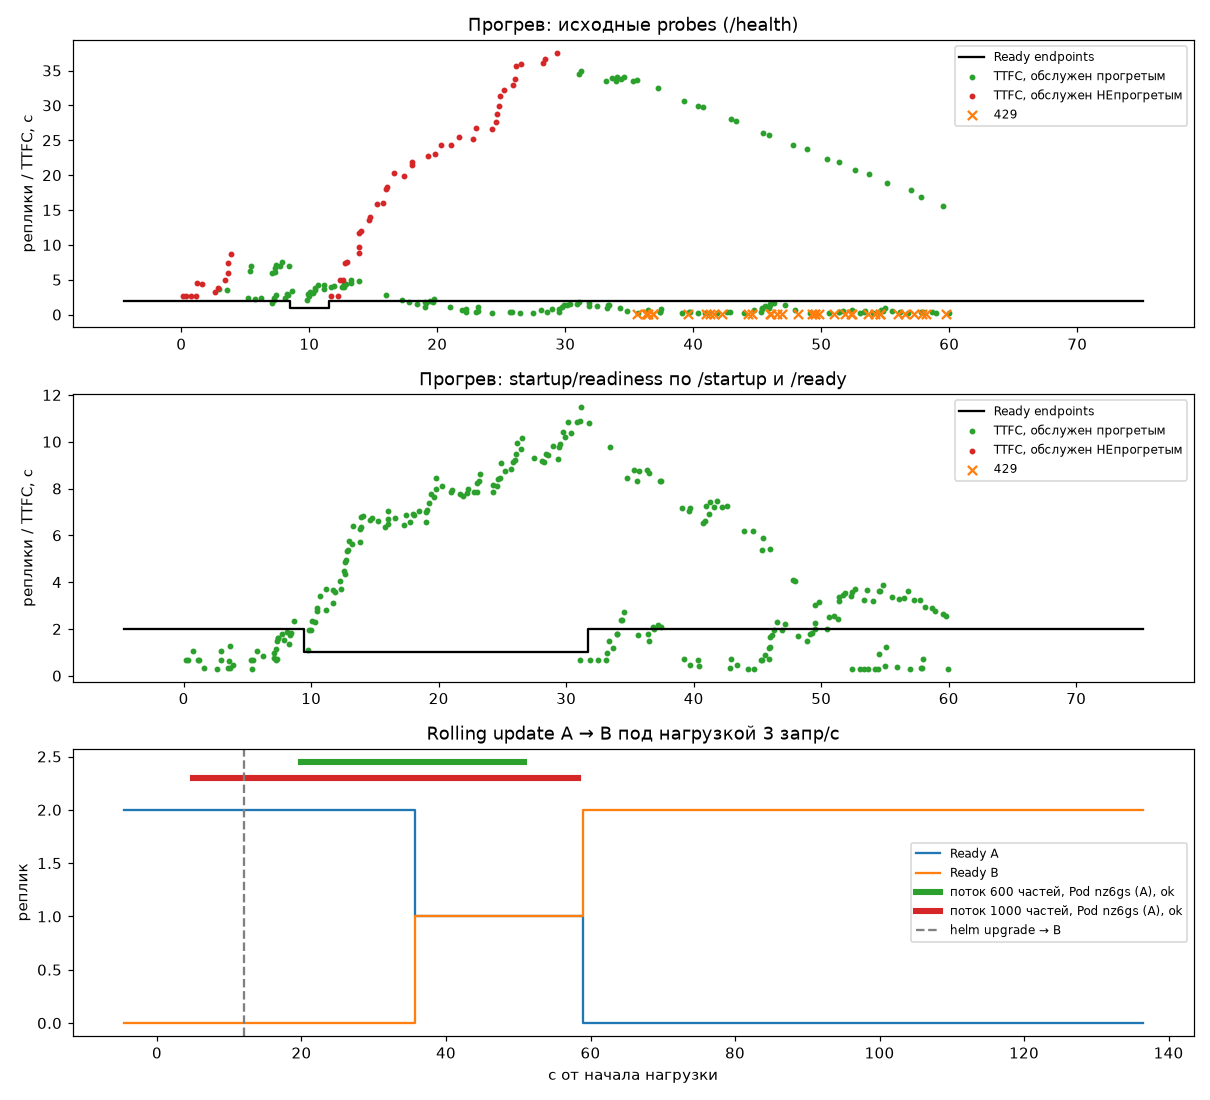 Прогрев: исходные probes (/health)
реплики / TTFC, с
35
30
25
20
15
10
5
0
0 10 20 30 40 50 60 70
Ready endpoints
TTFC, обслужен прогретым
TTFC, обслужен НЕпрогретым
429
Прогрев: startup/readiness по /startup и /ready
реплики / TTFC, с
12
10
8
6
4
2
0
0 10 20 30 40 50 60 70
Ready endpoints
TTFC, обслужен прогретым
TTFC, обслужен НЕпрогретым
429
Rolling update A → B под нагрузкой 3 запр/с
реплик
2.5
2.0
1.5
1.0
0.5
0.0
0 20 40 60 80 100 120 140
с от начала нагрузки
Ready A
Ready B
поток 600 частей, Pod nz6gs (A), ok
поток 1000 частей, Pod nz6gs (A), ok
helm upgrade → B